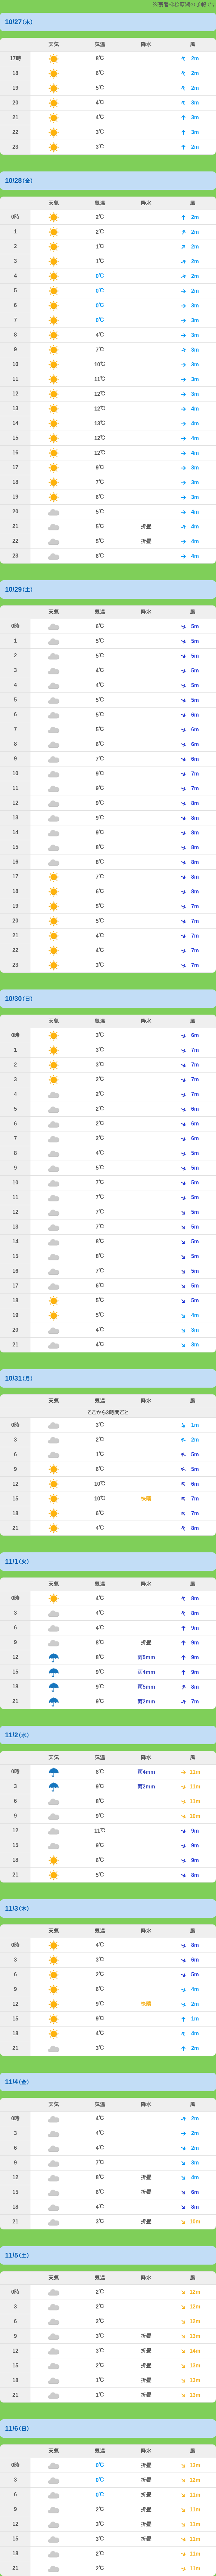 10/27(木)
天気 気温 降水 風
17時 8℃ 2m
18 6℃ 2m
19 5℃ 2m
20 4℃ 3m
21 4℃ 3m
22 3℃ 3m
23 3℃ 2m
10/28(金)
天気 気温 降水 風
0時 2℃ 2m
1 2℃ 2m
2 1℃ 2m
3 1℃ 2m
4 0℃ 2m
5 0℃ 2m
6 0℃ 3m
7 0℃ 3m
8 4℃ 3m
9 7℃ 3m
10 10℃ 3m
11 11℃ 3m
12 12℃ 3m
13 12℃ 4m
14 13℃ 4m
15 12℃ 4m
16 12℃ 4m
17 9℃ 3m
18 7℃ 3m
19 6℃ 3m
20 5℃ 4m
21 5℃ 折畳 4m
22 5℃ 折畳 4m
23 6℃ 4m
10/29(土)
天気 気温 降水 風
0時 6℃ 5m
1 5℃ 5m
2 5℃ 5m
3 4℃ 5m
4 4℃ 5m
5 5℃ 5m
6 5℃ 6m
7 5℃ 6m
8 6℃ 6m
9 7℃ 6m
10 9℃ 7m
11 9℃ 7m
12 9℃ 8m
13 9℃ 8m
14 9℃ 8m
15 8℃ 8m
16 8℃ 8m
17 7℃ 8m
18 6℃ 8m
19 5℃ 7m
20 5℃ 7m
21 4℃ 7m
22 4℃ 7m
23 3℃ 7m
10/30(日)
天気 気温 降水 風
0時 3℃ 6m
1 3℃ 7m
2 3℃ 7m
3 2℃ 7m
4 2℃ 7m
5 2℃ 6m
6 2℃ 6m
7 2℃ 6m
8 4℃ 5m
9 5℃ 5m
10 7℃ 5m
11 7℃ 5m
12 7℃ 5m
13 7℃ 5m
14 8℃ 5m
15 8℃ 5m
16 7℃ 5m
17 6℃ 5m
18 5℃ 5m
19 5℃ 4m
20 4℃ 3m
21 4℃ 3m
10/31(月)
天気 気温 降水 風
ここから3時間ごと
0時 3℃ 1m
3 2℃ 2m
6 1℃ 5m
9 6℃ 5m
12 10℃ 6m
15 10℃ 快晴 7m
18 6℃ 7m
21 4℃ 8m
11/1(火)
天気 気温 降水 風
0時 4℃ 8m
3 4℃ 8m
6 4℃ 9m
9 8℃ 折畳 9m
12 6℃ 雨5mm 9m
15 9℃ 雨4mm 9m
18 9℃ 雨5mm 8m
21 9℃ 雨2mm 7m
11/2(水)
天気 気温 降水 風
0時 8℃ 雨4mm 11m
3 9℃ 雨2mm 11m
6 8℃ 11m
9 9℃ 10m
12 11℃ 9m
15 9℃ 9m
18 6℃ 9m
21 5℃ 8m
11/3(木)
天気 気温 降水 風
0時 4℃ 8m
3 3℃ 6m
6 2℃ 5m
9 6℃ 4m
12 9℃ 快晴 2m
15 9℃ 1m
18 4℃ 4m
21 3℃ 2m
11/4(金)
天気 気温 降水 風
0時 4℃ 2m
3 4℃ 2m
6 4℃ 2m
9 7℃ 3m
12 8℃ 折畳 4m
15 6℃ 折畳 6m
18 4℃ 8m
21 3℃ 折畳 10m
11/5(土)
天気 気温 降水 風
0時 2℃ 12m
3 2℃ 12m
6 2℃ 12m
9 3℃ 折畳 13m
12 3℃ 折畳 14m
15 2℃ 折畳 13m
18 1℃ 折畳 13m
21 1℃ 折畳 13m
11/6(日)
天気 気温 降水 風
0時 0℃ 折畳 13m
3 0℃ 折畳 12m
6 0℃ 折畳 11m
9 2℃ 折畳 11m
12 3℃ 折畳 11m
15 3℃ 折畳 11m
18 2℃ 11m
21 2℃ 11m